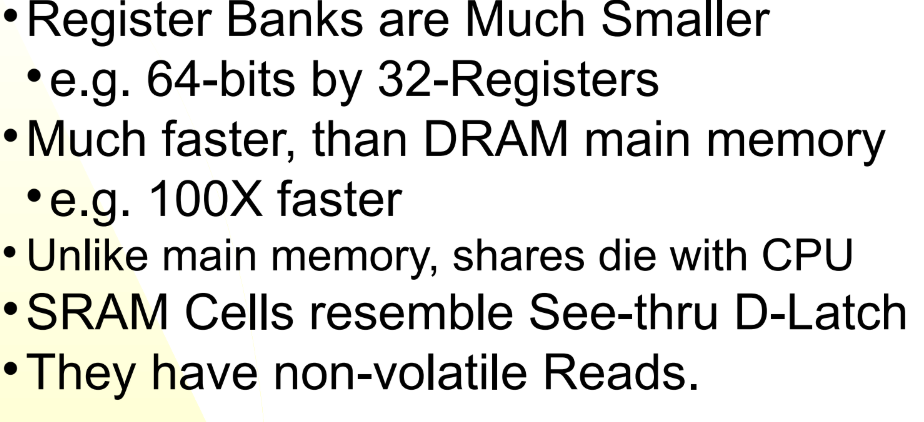 •Register Banks are Much Smaller
•e.g. 64-bits by 32-Registers
•Much faster, than DRAM main memory
•e.g. 100X faster
•Unlike main memory, shares die with CPU
•SRAM Cells resemble See-thru D-Latch
•They have non-volatile Reads.